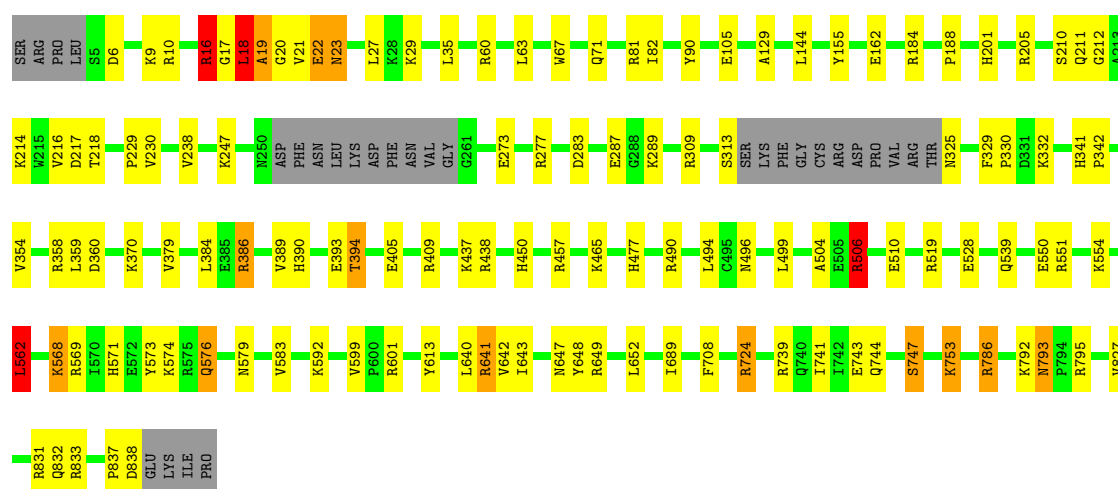 SER ARG PRO LEU S5 D6 K9 R10 R16 G17 L18 A19 G20 V21 E22 N23 L27 K28 K29 L35 R60 L63 W67 Q71 R81 I82 Y90 E105 A129 L144 Y155 E162 R184 P188 H201 R205 S210 Q211 G212 A213
K214 W215 V216 D217 T218 P229 V230 V238 K247 N250 ASP PHE ASN LEU LYS ASP PHE ASN VAL GLY G261 E273 R277 D283 E287 G288 K289 R309 S313 SER LYS PHE GLY CYS ARG ASP PRO VAL ARG THR N325 F329 P330 D331 K332 H341 P342
V354 R358 L359 D360 K370 V379 L384 E385 R386 V389 H390 E393 T394 E405 R409 K437 R438 H450 R457 K465 H477 R490 L494 C495 N496 L499 A504 E505 R506 E510 R519 E528 Q539 E550 R551 K554
L562 K568 R569 I570 H571 E572 Y573 K574 R575 Q576 N579 V583 K592 V599 P600 R601 Y613 L640 R641 V642 I643 N647 Y648 R649 L652 I689 F708 R724 R739 Q740 I741 I742 E743 Q744 S747 K753 R786 K792 N793 P794 R795 V827
R831 Q832 R833 P837 D838 GLU LYS ILE PRO